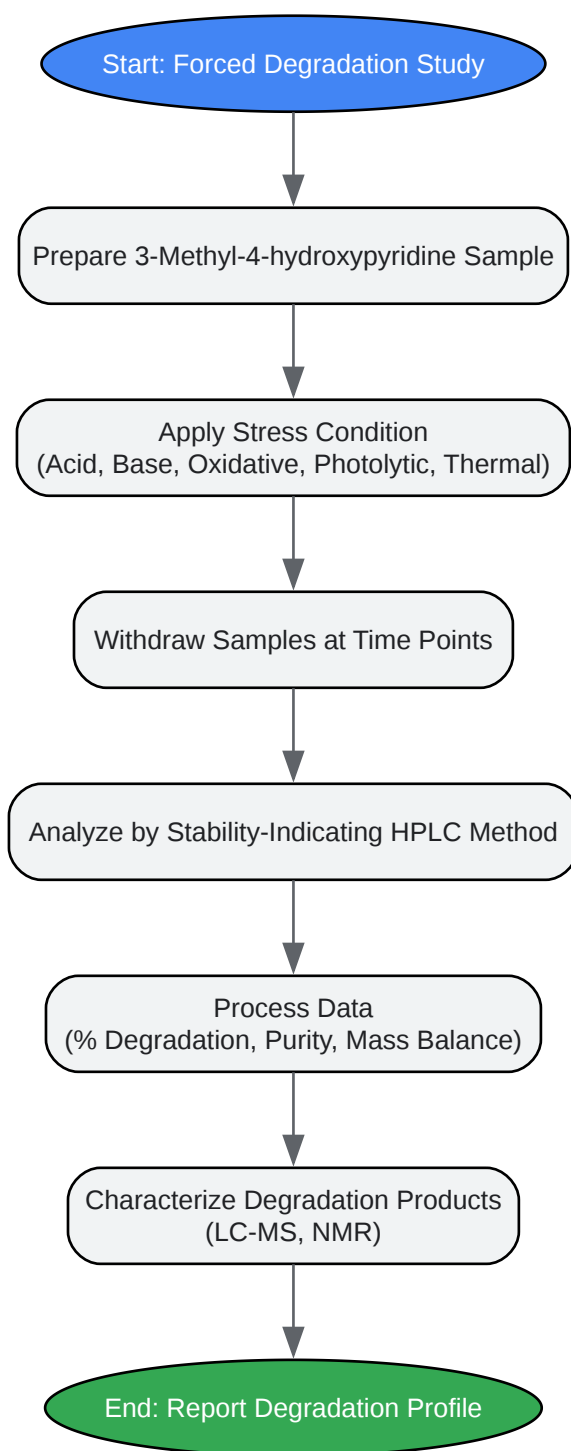 Start: Forced Degradation Study
Prepare 3-Methyl-4-hydroxypyridine Sample
Apply Stress Condition
(Acid, Base, Oxidative, Photolytic, Thermal)
Withdraw Samples at Time Points
Analyze by Stability-Indicating HPLC Method
Process Data
(% Degradation, Purity, Mass Balance)
Characterize Degradation Products
(LC-MS, NMR)
End: Report Degradation Profile